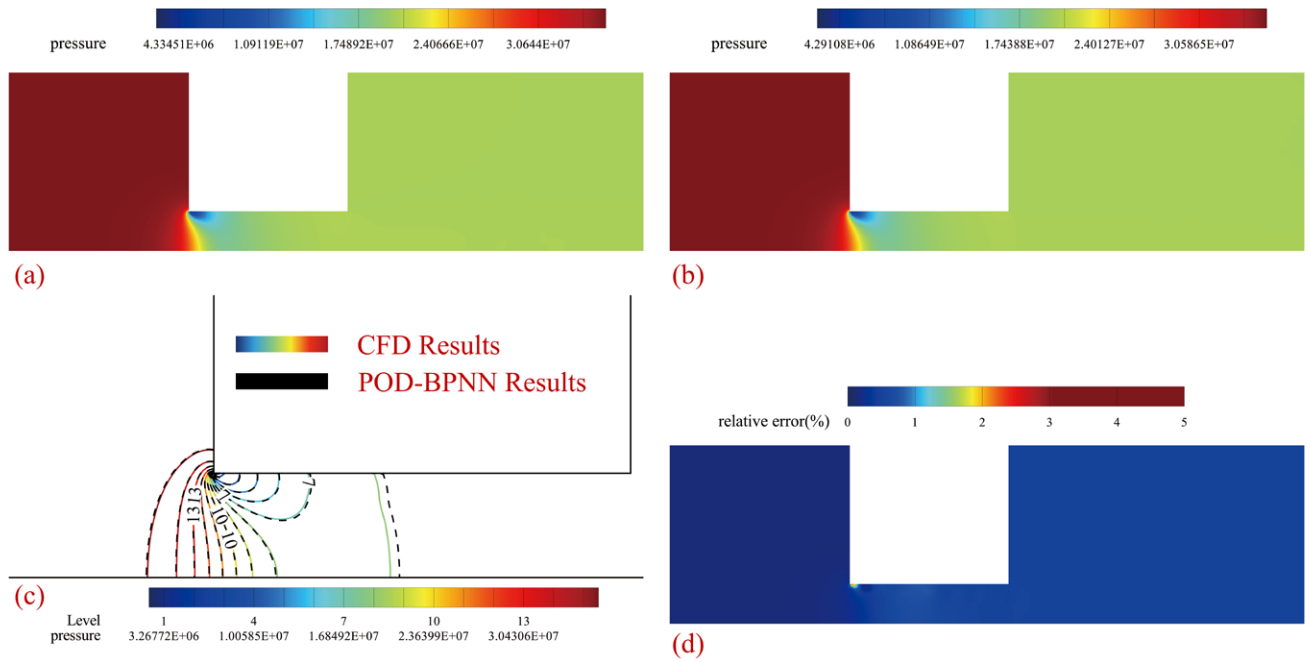 pressure
4.33451E+06 1.09119E+07 1.74892E+07 2.40666E+07 3.0644E+07
(a)
pressure
4.29108E+06 1.08649E+07 1.74388E+07 2.40127E+07 3.05865E+07
(b)
CFD Results
POD-BPNN Results
7
1
10-10
1313
(c)
Level 1 4 7 10 13
pressure 3.26772E+06 1.00585E+07 1.68492E+07 2.36399E+07 3.04306E+07
relative error(%) 0 1 2 3 4 5
(d)